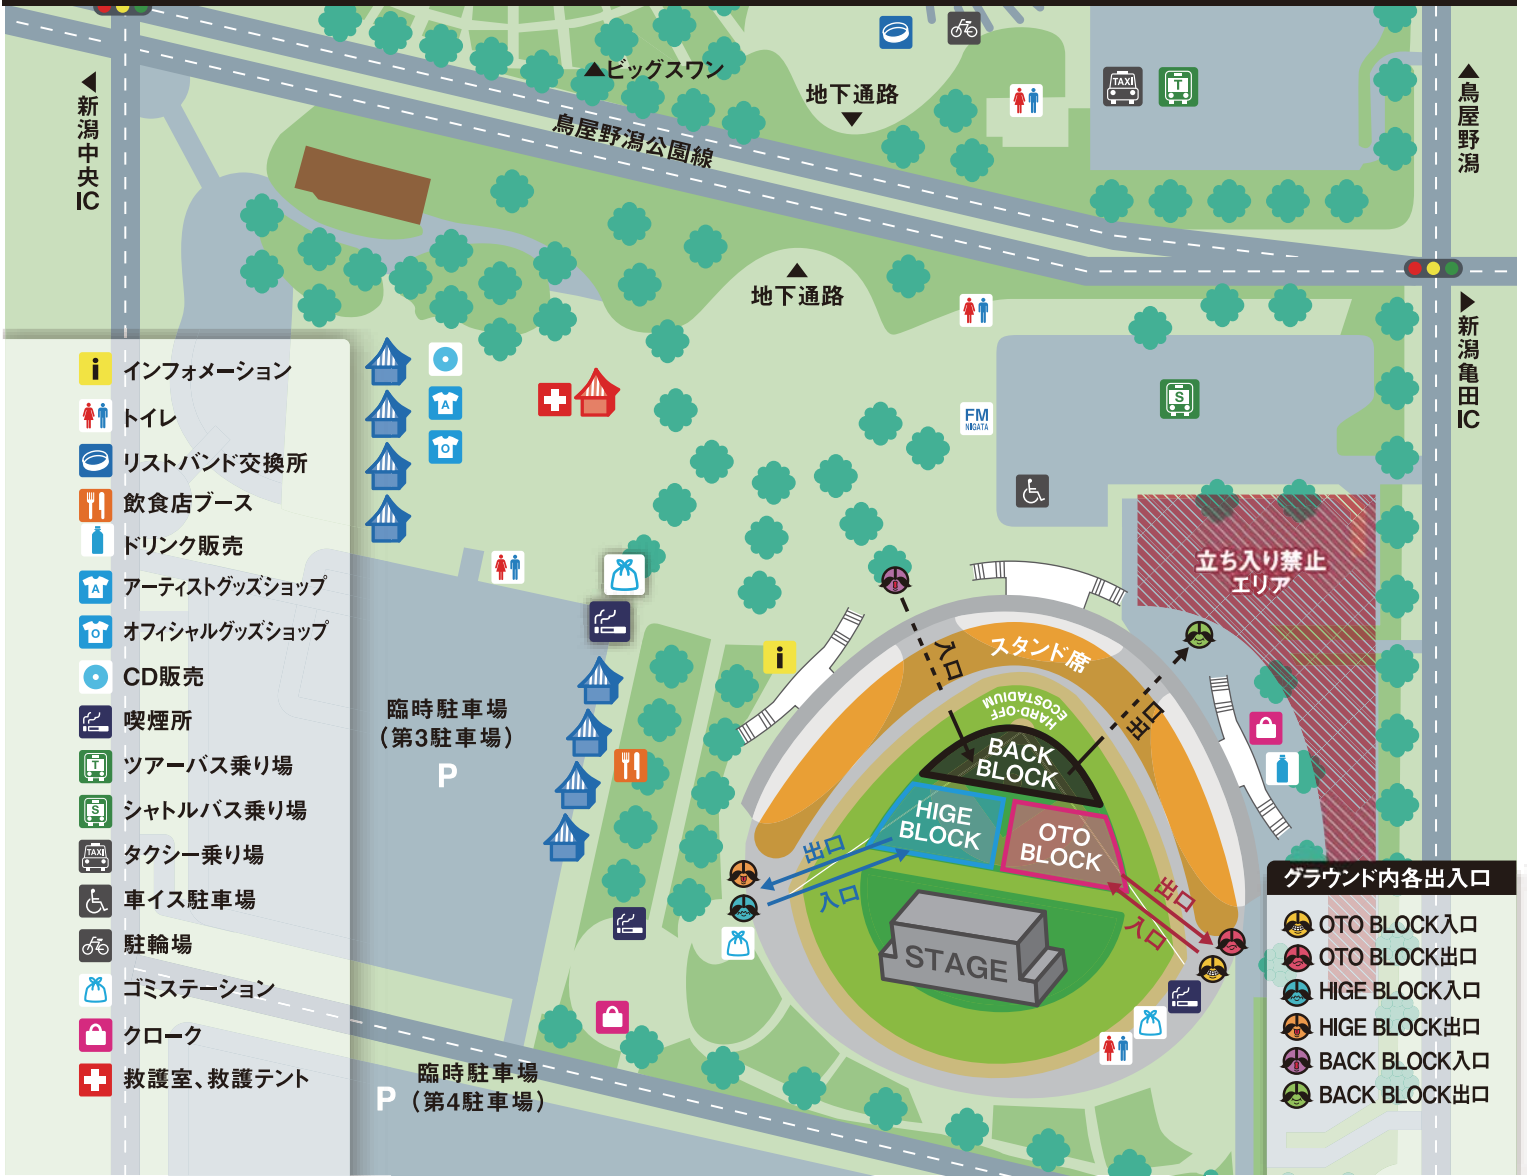 ▲ビッグスワン
地下通路
▼
鳥屋野潟公園線
TAXI
T
◀新潟中央IC
▲鳥屋野潟
▲
地下通路
▶新潟亀田IC
S
FM
NIIGATA
A
O
i インフォメーション
トイレ
リストバンド交換所
飲食店ブース
ドリンク販売
A アーティストグッズショップ
O オフィシャルグッズショップ
CD販売
喫煙所
T ツアーバス乗り場
S シャトルバス乗り場
TAXI タクシー乗り場
車イス駐車場
駐輪場
ゴミステーション
クローク
救護室、救護テント
立ち入り禁止
エリア
i
入口
スタンド席
出口
HARD·OFF
ECOSTADIUM
BACK
BLOCK
HIGE
BLOCK
OTO
BLOCK
出口
入口
出口
入口
STAGE
臨時駐車場
（第3駐車場）
P
臨時駐車場
P（第4駐車場）
グラウンド内各出入口
OTO BLOCK入口
OTO BLOCK出口
HIGE BLOCK入口
HIGE BLOCK出口
BACK BLOCK入口
BACK BLOCK出口